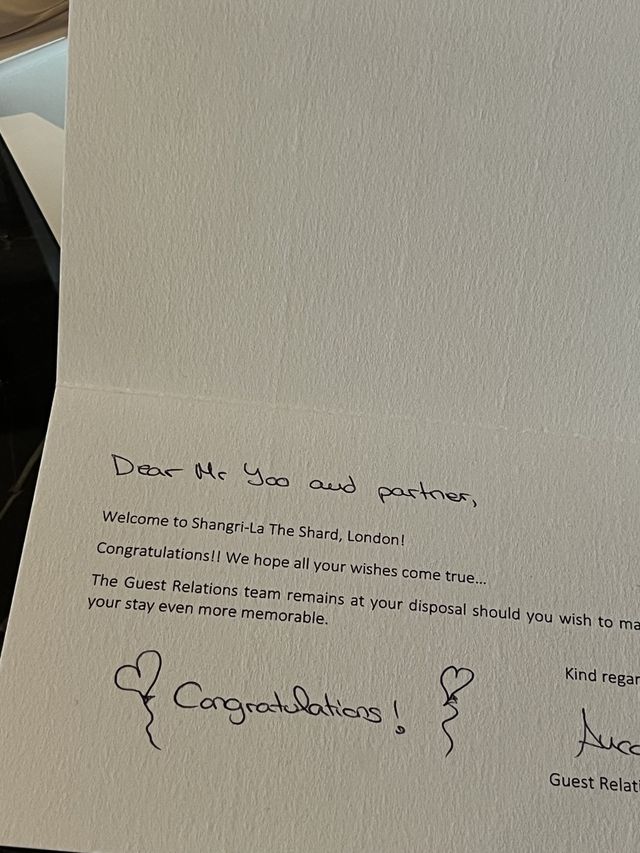 Dear Mr Yoo and partner,
Welcome to Shangri-La The Shard, London!
Congratulations!! We hope all your wishes come true...
The Guest Relations team remains at your disposal should you wish to ma
your stay even more memorable.
Kind regar
Congratulations!
Guest Relati